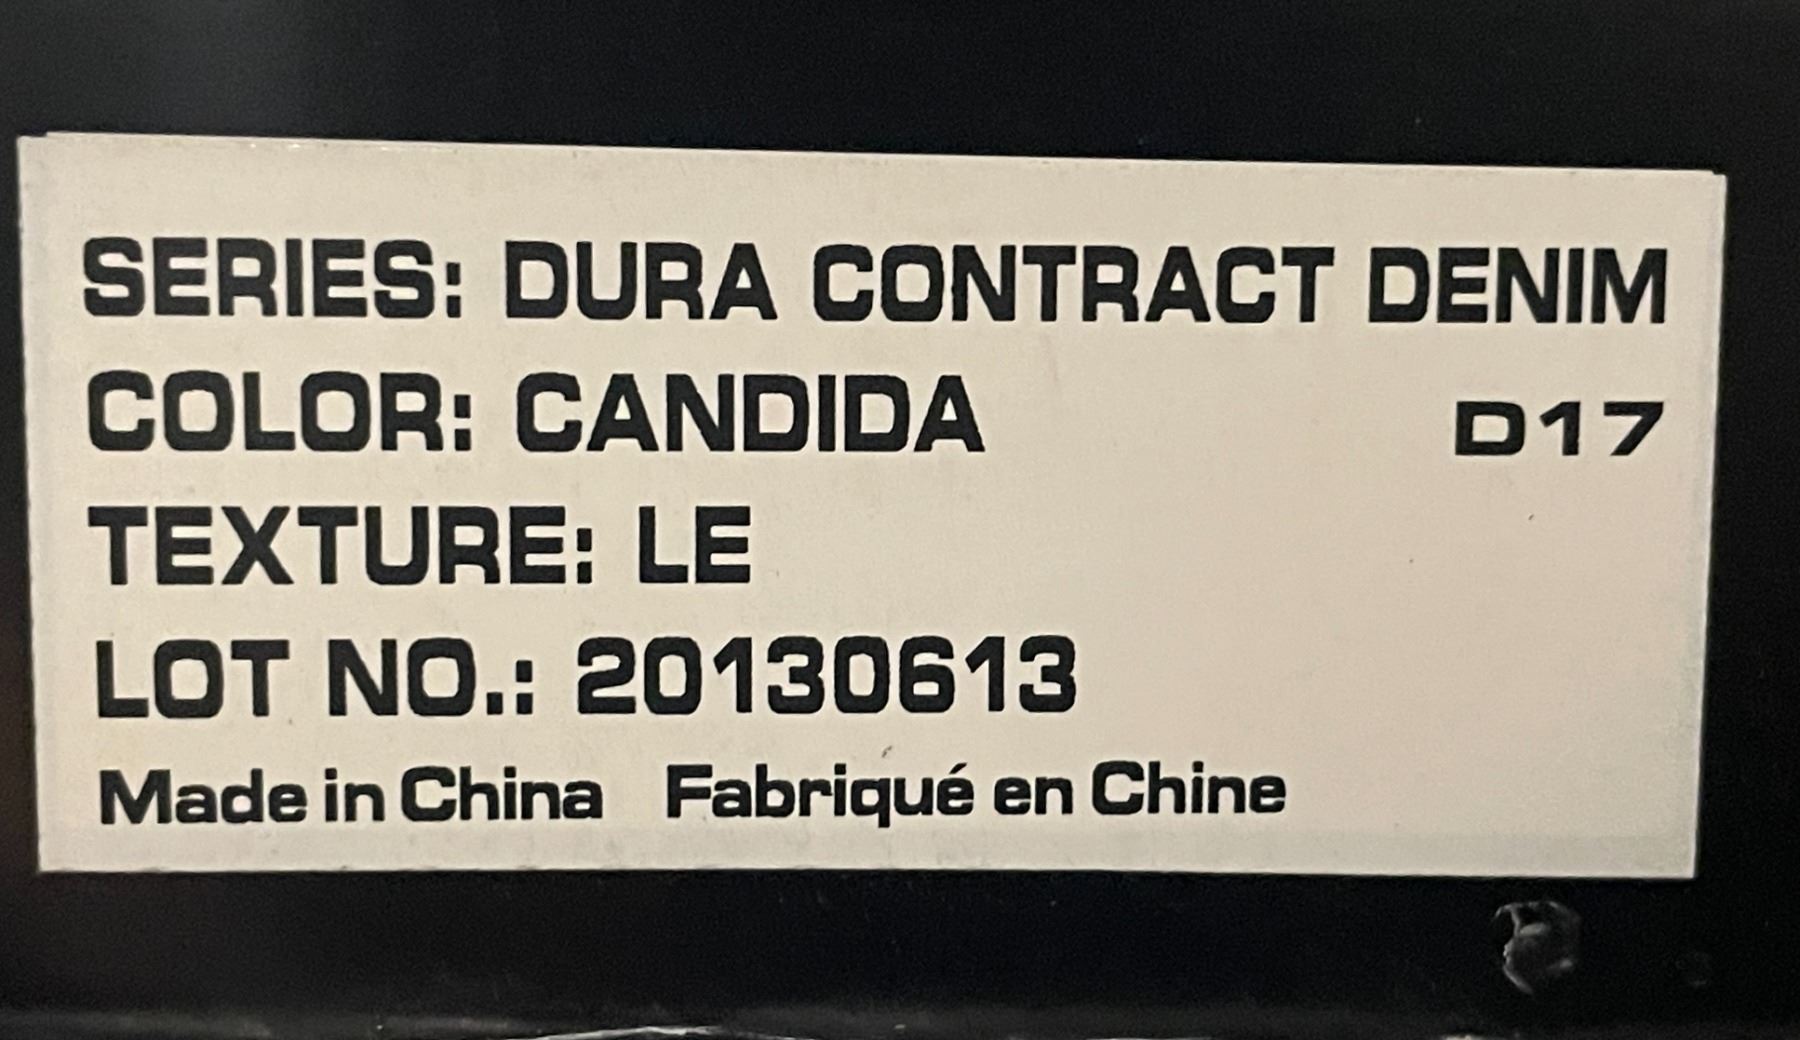 SERIES: DURA CONTRACT DENIM
COLOR: CANDIDA D17
TEXTURE: LE
LOT NO.: 20130613
Made in China Fabriqué en Chine